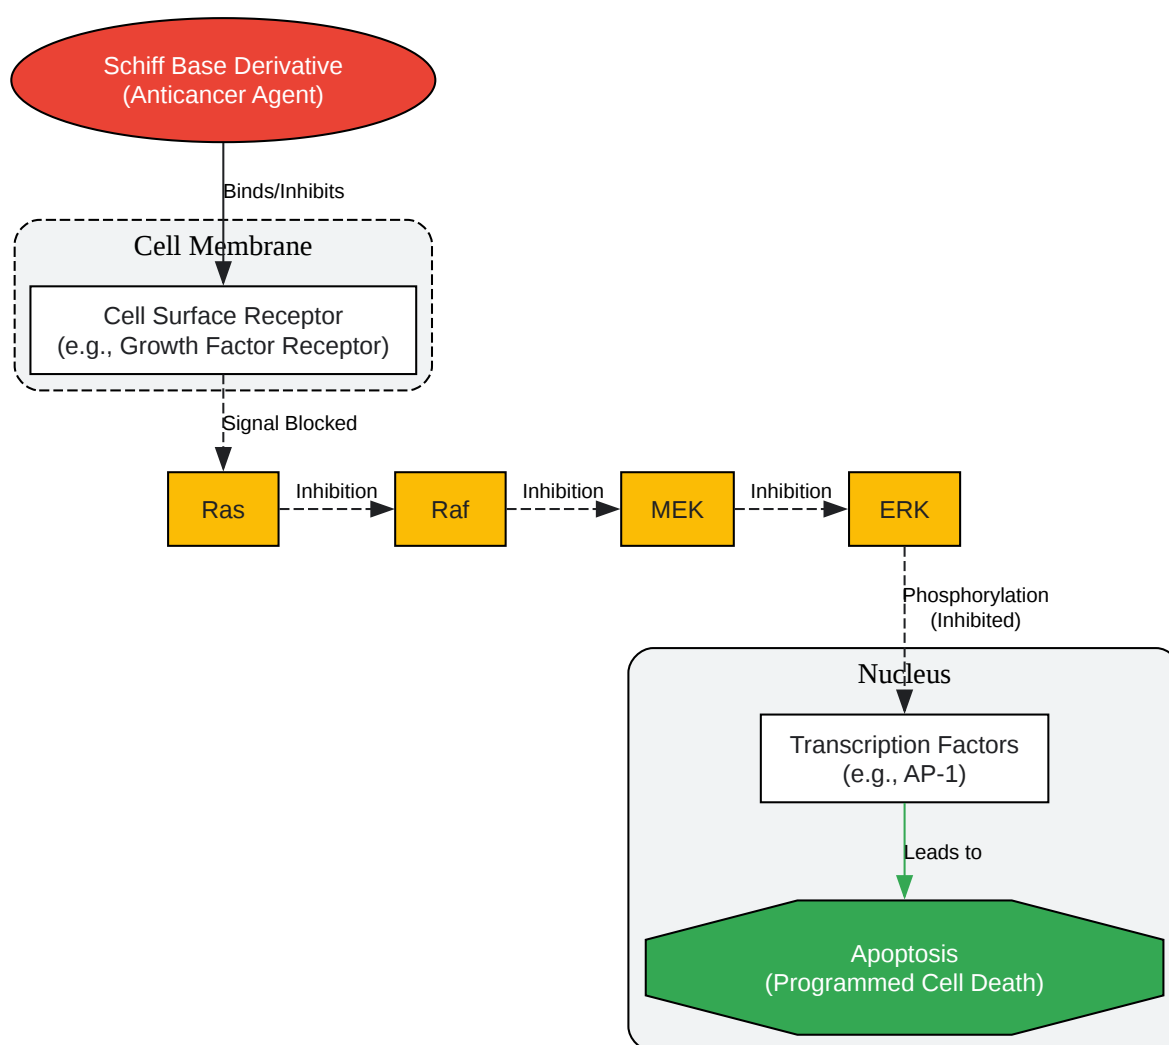 Schiff Base Derivative
(Anticancer Agent)
Binds/Inhibits
Cell Membrane
Cell Surface Receptor
(e.g., Growth Factor Receptor)
Signal Blocked
Ras
Inhibition
Raf
Inhibition
MEK
Inhibition
ERK
Phosphorylation
(Inhibited)
Nucleus
Transcription Factors
(e.g., AP-1)
Leads to
Apoptosis
(Programmed Cell Death)